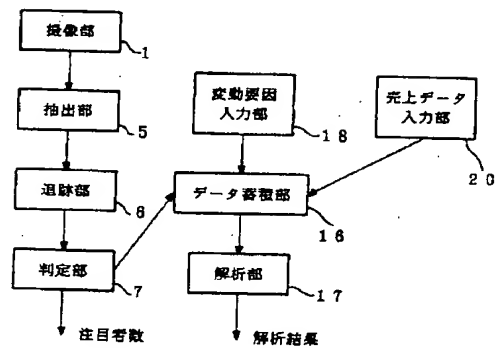 撮像部
1
抽出部
5
追跡部
6
判定部
7
注目者数
変動要因
入力部
18
売上データ
入力部
20
データ蓄積部
16
解析部
17
解析結果